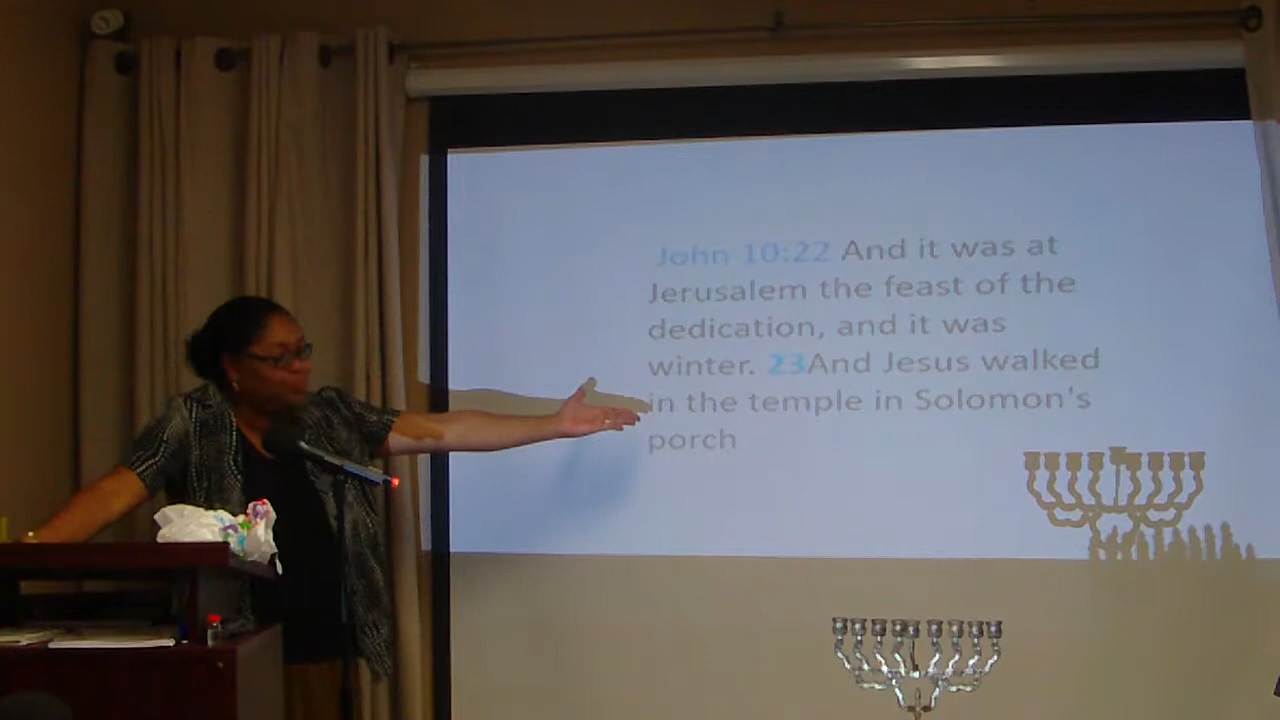 John 10:22 And it was at
Jerusalem the feast of the
dedication, and it was
winter. 23And Jesus walked
in the temple in Solomon's
porch